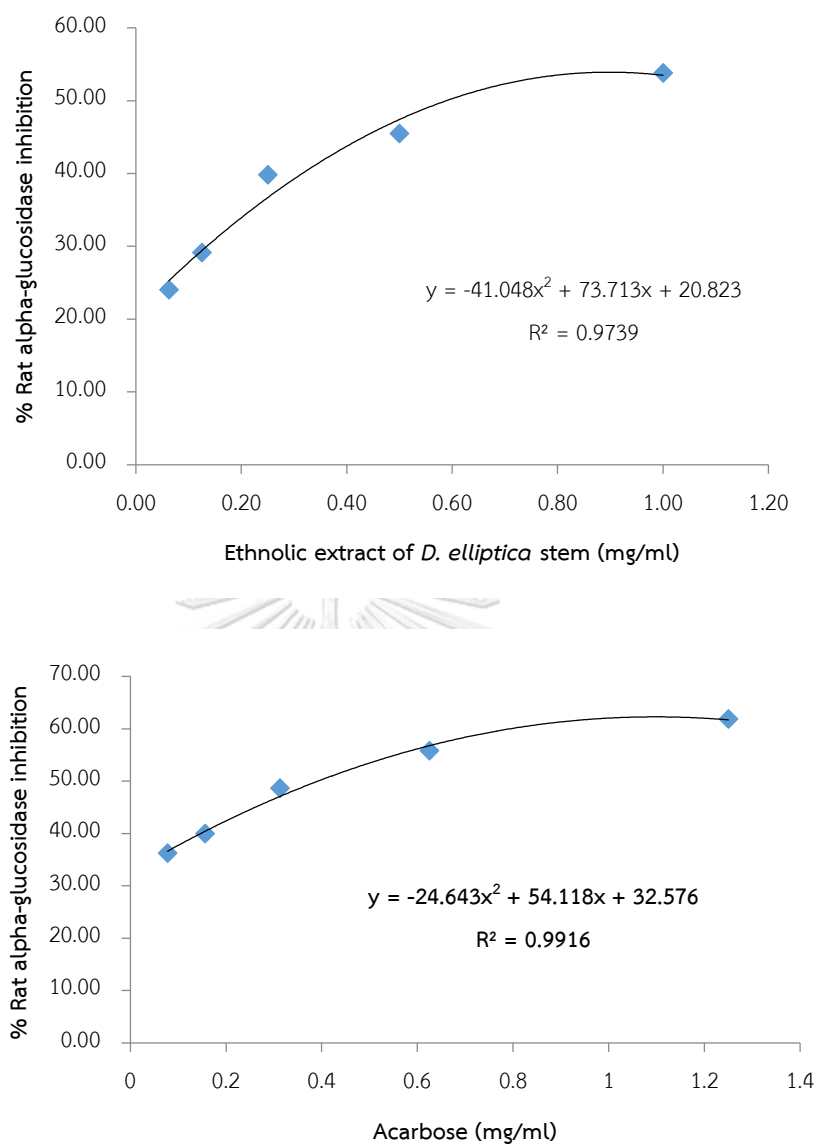 60.00
50.00
40.00
30.00
20.00
10.00
0.00
% Rat alpha-glucosidase inhibition
y = -41.048x² + 73.713x + 20.823
R² = 0.9739
0.00 0.20 0.40 0.60 0.80 1.00 1.20
Ethnolic extract of D. elliptica stem (mg/ml)
70.00
60.00
50.00
40.00
30.00
20.00
10.00
0.00
% Rat alpha-glucosidase inhibition
y = -24.643x² + 54.118x + 32.576
R² = 0.9916
0 0.2 0.4 0.6 0.8 1 1.2 1.4
Acarbose (mg/ml)